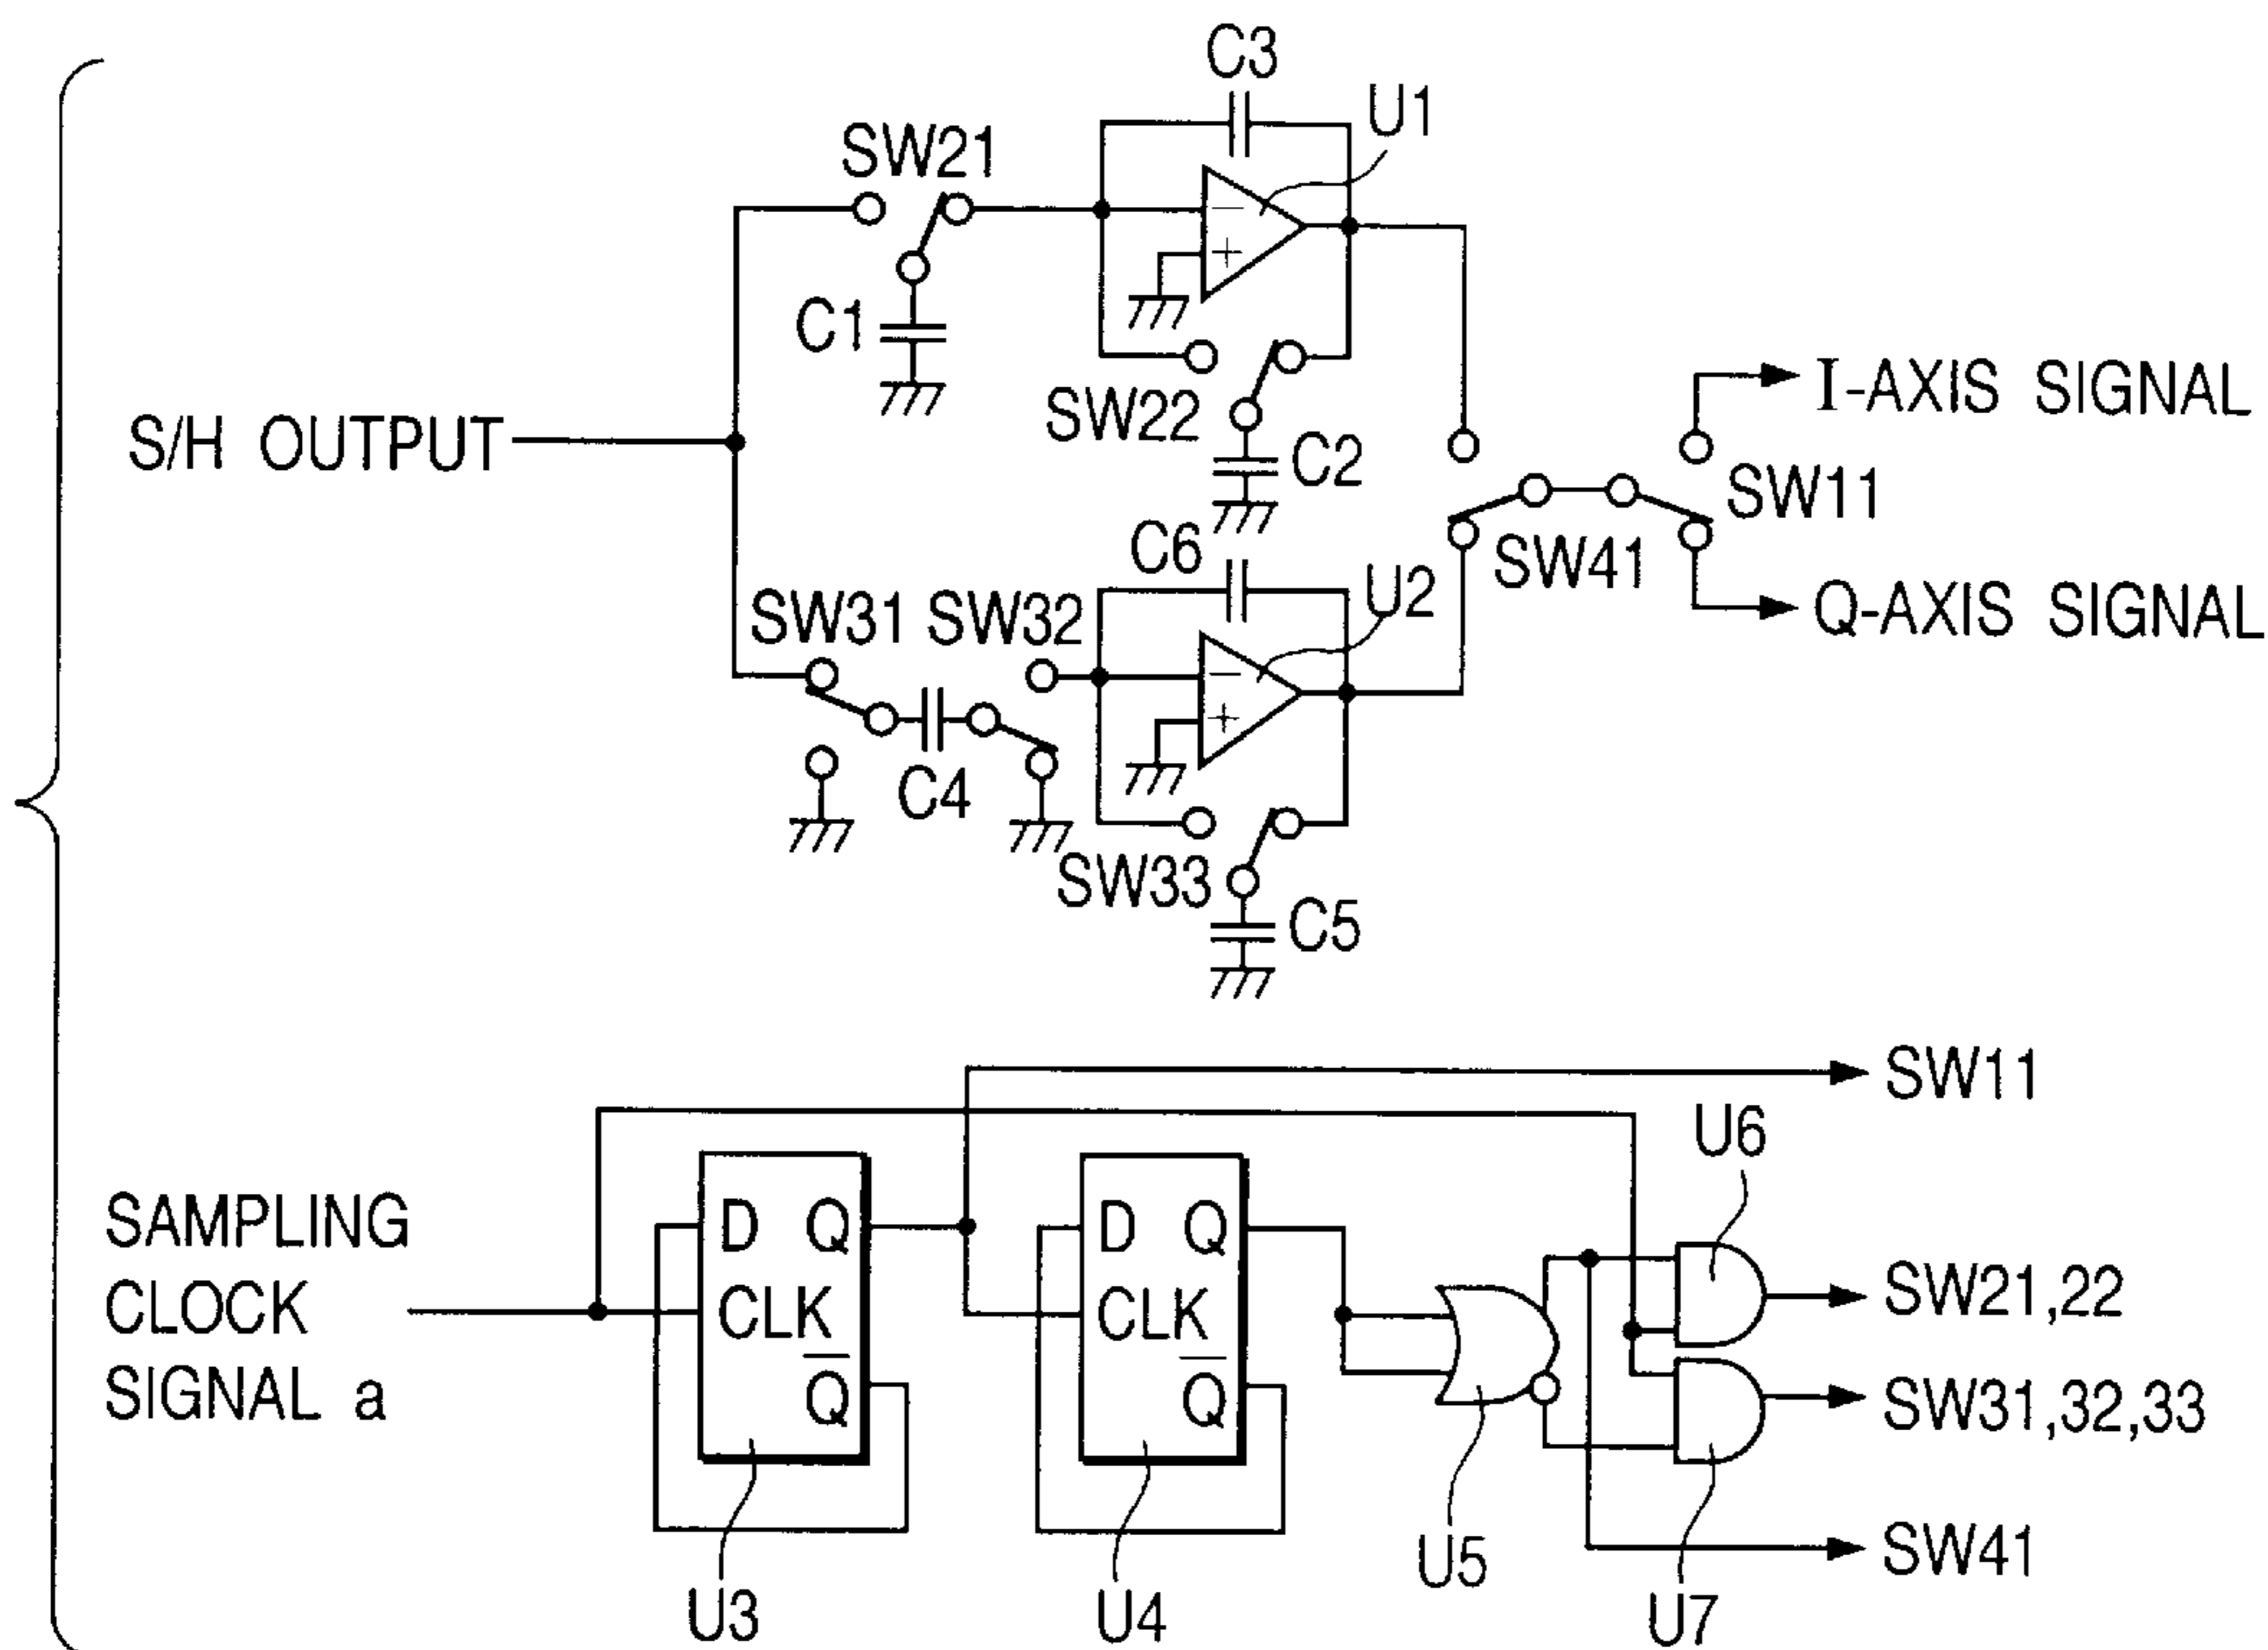 C3
U1
SW21
C1
SW22
C2
S/H OUTPUT
I-AXIS SIGNAL
SW11
SW41
Q-AXIS SIGNAL
C6
U2
SW31
SW32
C4
SW33
C5
SW11
U6
SAMPLING
CLOCK
SIGNAL a
D Q
CLK
Q̅
D Q
CLK
Q̅
SW21,22
SW31,32,33
SW41
U3
U4
U5
U7